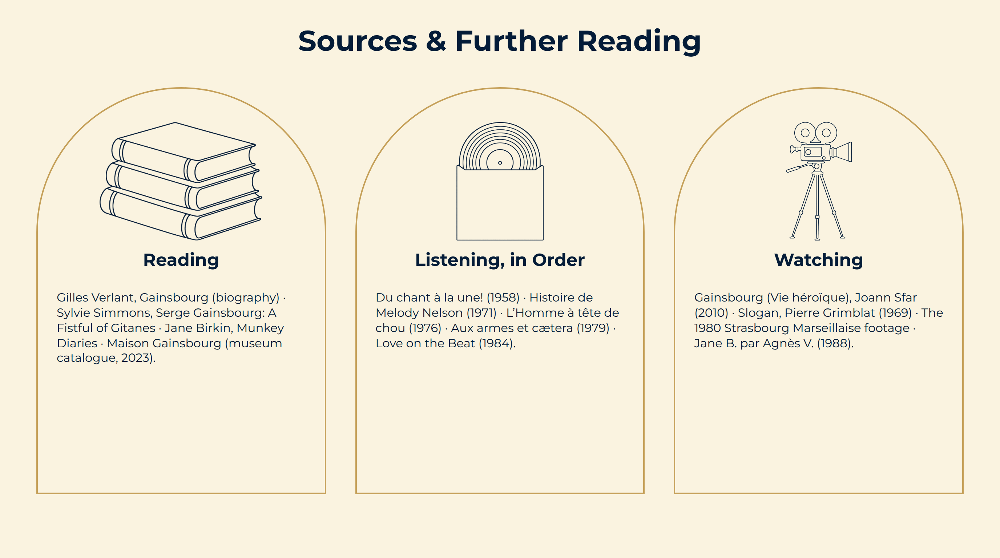 Sources & Further Reading
Reading
Gilles Verlant, Gainsbourg (biography) ·
Sylvie Simmons, Serge Gainsbourg: A
Fistful of Gitanes · Jane Birkin, Munkey
Diaries · Maison Gainsbourg (museum
catalogue, 2023).
Listening, in Order
Du chant à la une! (1958) · Histoire de
Melody Nelson (1971) · L’Homme à tête de
chou (1976) · Aux armes et cætera (1979) ·
Love on the Beat (1984).
Watching
Gainsbourg (Vie héroïque), Joann Sfar
(2010) · Slogan, Pierre Grimblat (1969) · The
1980 Strasbourg Marseillaise footage ·
Jane B. par Agnès V. (1988).